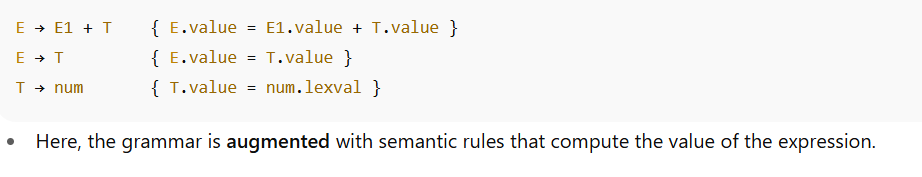 E → E1 + T { E.value = E1.value + T.value }
E → T { E.value = T.value }
T → num { T.value = num.lexval }
• Here, the grammar is augmented with semantic rules that compute the value of the expression.